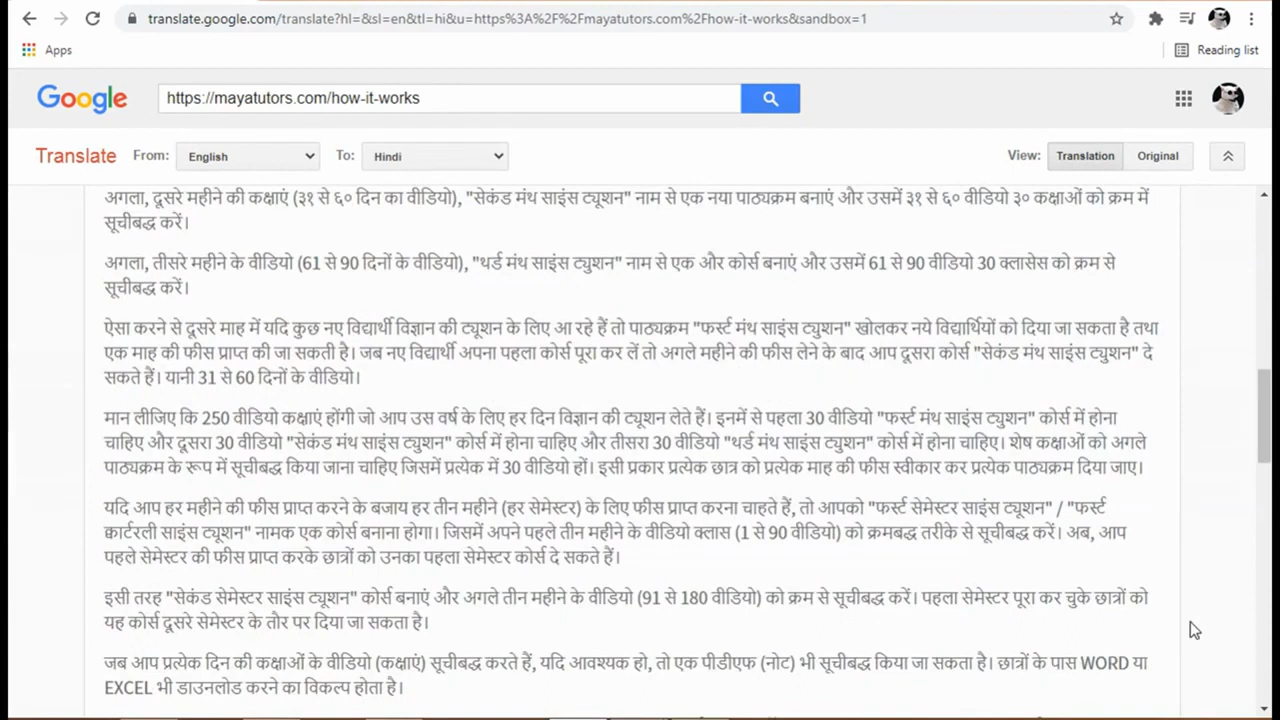 translate.google.com/translate?hl=&sl=en&tl=hi&u=https%3A%2F%2Fmayatutors.com%2Fhow-it-works&sandbox=1
Apps
Reading list
Google
https://mayatutors.com/how-it-works
Translate From: English To: Hindi View: Translation Original
अगला, दूसरे महीने की कक्षाएं (३१ से ६० दिन का वीडियो), "सेकंड मंथ साइंस ट्यूशन" नाम से एक नया पाठ्यक्रम बनाएं और उसमें ३१ से ६० वीडियो ३० कक्षाओं को क्रम में
सूचीबद्ध करें।
अगला, तीसरे महीने के वीडियो (61 से 90 दिनों के वीडियो), "थर्ड मंथ साइंस ट्युशन" नाम से एक और कोर्स बनाएं और उसमें 61 से 90 वीडियो 30 क्लासेस को क्रम से
सूचीबद्ध करें।
ऐसा करने से दूसरे माह में यदि कुछ नए विद्यार्थी विज्ञान की ट्यूशन के लिए आ रहे हैं तो पाठ्यक्रम "फर्स्ट मंथ साइंस ट्युशन" खोलकर नये विद्यार्थियों को दिया जा सकता है तथा
एक माह की फीस प्राप्त की जा सकती है। जब नए विद्यार्थी अपना पहला कोर्स पूरा कर लें तो अगले महीने की फीस लेने के बाद आप दूसरा कोर्स "सेकंड मंथ साइंस ट्युशन" दे
सकते हैं। यानी 31 से 60 दिनों के वीडियो।
मान लीजिए कि 250 वीडियो कक्षाएं होंगी जो आप उस वर्ष के लिए हर दिन विज्ञान की ट्यूशन लेते हैं। इनमें से पहला 30 वीडियो "फर्स्ट मंथ साइंस ट्युशन" कोर्स में होना
चाहिए और दूसरा 30 वीडियो "सेकंड मंथ साइंस ट्युशन" कोर्स में होना चाहिए और तीसरा 30 वीडियो "थर्ड मंथ साइंस ट्युशन" कोर्स में होना चाहिए। शेष कक्षाओं को अगले
पाठ्यक्रम के रूप में सूचीबद्ध किया जाना चाहिए जिसमें प्रत्येक में 30 वीडियो हों। इसी प्रकार प्रत्येक छात्र को प्रत्येक माह की फीस स्वीकार कर प्रत्येक पाठ्यक्रम दिया जाए।
यदि आप हर महीने की फीस प्राप्त करने के बजाय हर तीन महीने (हर सेमेस्टर) के लिए फीस प्राप्त करना चाहते हैं, तो आपको "फर्स्ट सेमेस्टर साइंस ट्यूशन" / "फर्स्ट
क्वार्टरली साइंस ट्यूशन" नामक एक कोर्स बनाना होगा। जिसमें अपने पहले तीन महीने के वीडियो क्लास (1 से 90 वीडियो) को क्रमबद्ध तरीके से सूचीबद्ध करें। अब, आप
पहले सेमेस्टर की फीस प्राप्त करके छात्रों को उनका पहला सेमेस्टर कोर्स दे सकते हैं।
इसी तरह "सेकंड सेमेस्टर साइंस ट्यूशन" कोर्स बनाएं और अगले तीन महीने के वीडियो (91 से 180 वीडियो) को क्रम से सूचीबद्ध करें। पहला सेमेस्टर पूरा कर चुके छात्रों को
यह कोर्स दूसरे सेमेस्टर के तौर पर दिया जा सकता है।
जब आप प्रत्येक दिन की कक्षाओं के वीडियो (कक्षाएं) सूचीबद्ध करते हैं, यदि आवश्यक हो, तो एक पीडीएफ (नोट) भी सूचीबद्ध किया जा सकता है। छात्रों के पास WORD या
EXCEL भी डाउनलोड करने का विकल्प होता है।